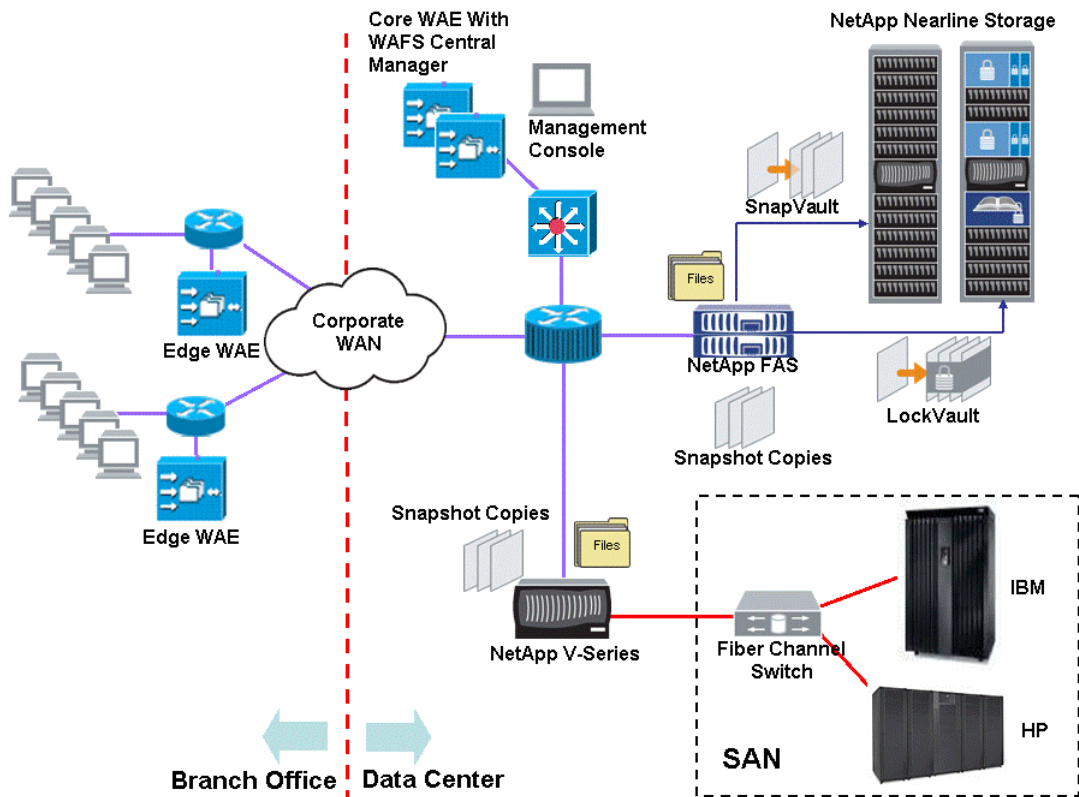 Core WAE With
WAFS Central
Manager
NetApp Nearline Storage
Management
Console
SnapVault
Files
Corporate
WAN
Edge WAE
NetApp FAS
LockVault
Snapshot Copies
Edge WAE
Snapshot Copies
Files
IBM
NetApp V-Series
Fiber Channel
Switch
HP
SAN
Branch Office
Data Center